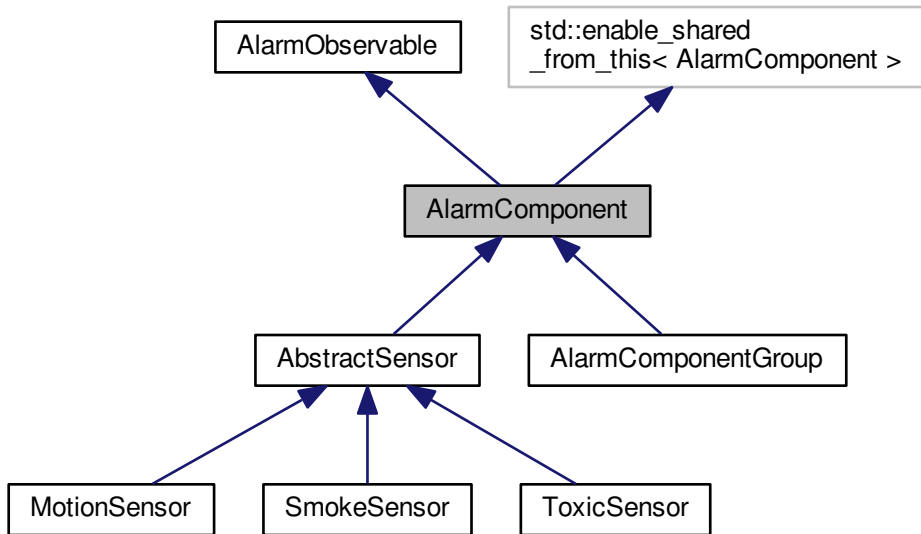 AlarmObservable
std::enable_shared
_from_this< AlarmComponent >
AlarmComponent
AbstractSensor
AlarmComponentGroup
MotionSensor
SmokeSensor
ToxicSensor